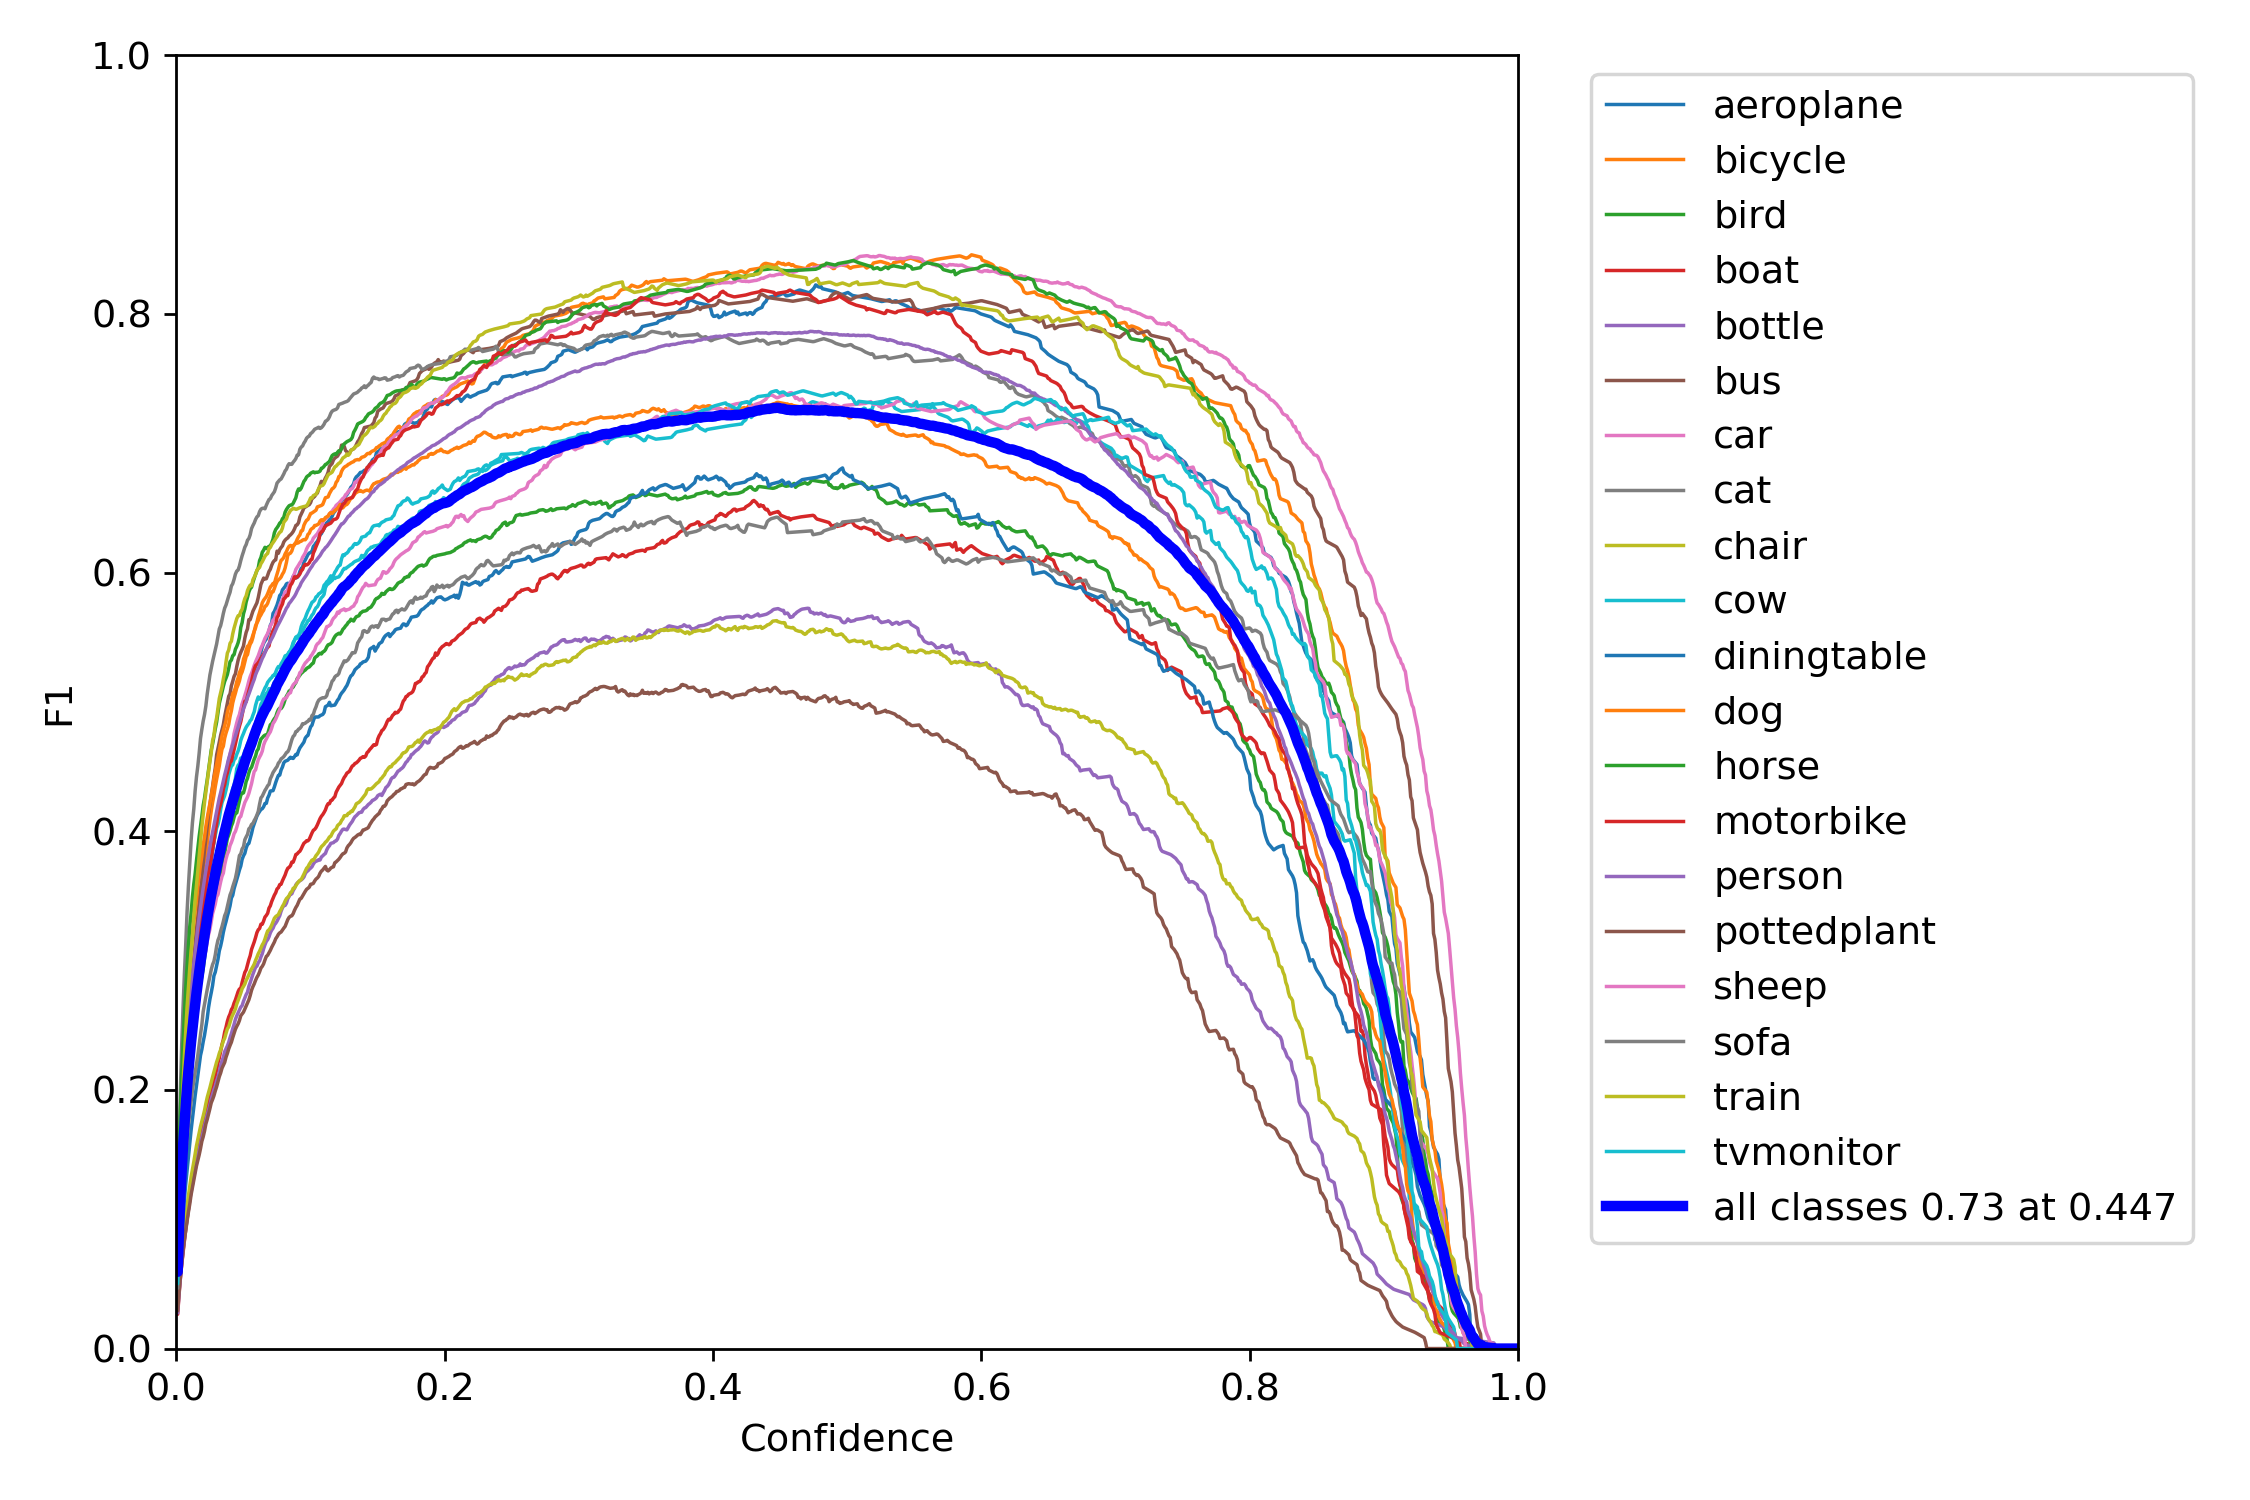 1.0
0.8
0.6
0.4
0.2
0.0
F1
0.0 0.2 0.4 0.6 0.8 1.0
Confidence
aeroplane
bicycle
bird
boat
bottle
bus
car
cat
chair
cow
diningtable
dog
horse
motorbike
person
pottedplant
sheep
sofa
train
tvmonitor
all classes 0.73 at 0.447